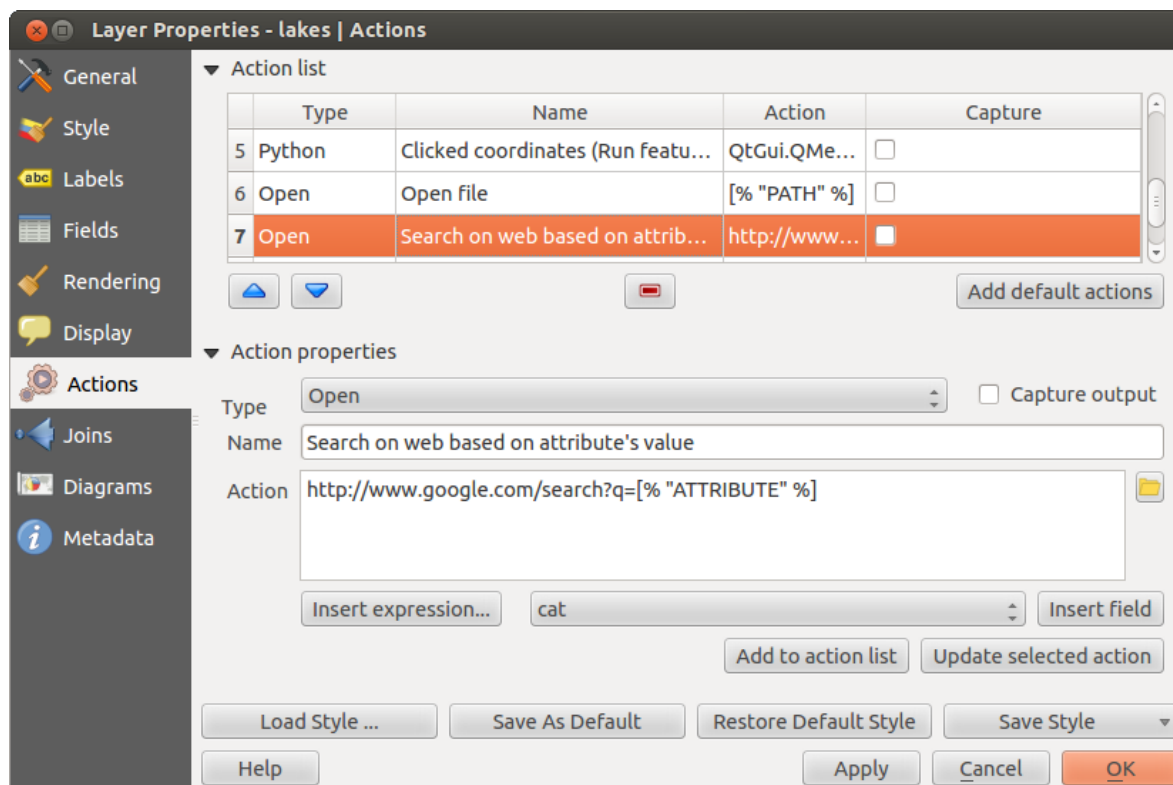 Layer Properties - lakes | Actions
General
Style
abc Labels
Fields
Rendering
Display
Actions
Joins
Diagrams
i Metadata
Action list
Type Name Action Capture
5 Python Clicked coordinates (Run featu... QtGui.QMe...
6 Open Open file [% "PATH" %]
7 Open Search on web based on attrib... http://www...
Add default actions
Action properties
Type Open Capture output
Name Search on web based on attribute's value
Action http://www.google.com/search?q=[% "ATTRIBUTE" %]
Insert expression... cat Insert field
Add to action list Update selected action
Load Style ... Save As Default Restore Default Style Save Style
Help Apply Cancel OK